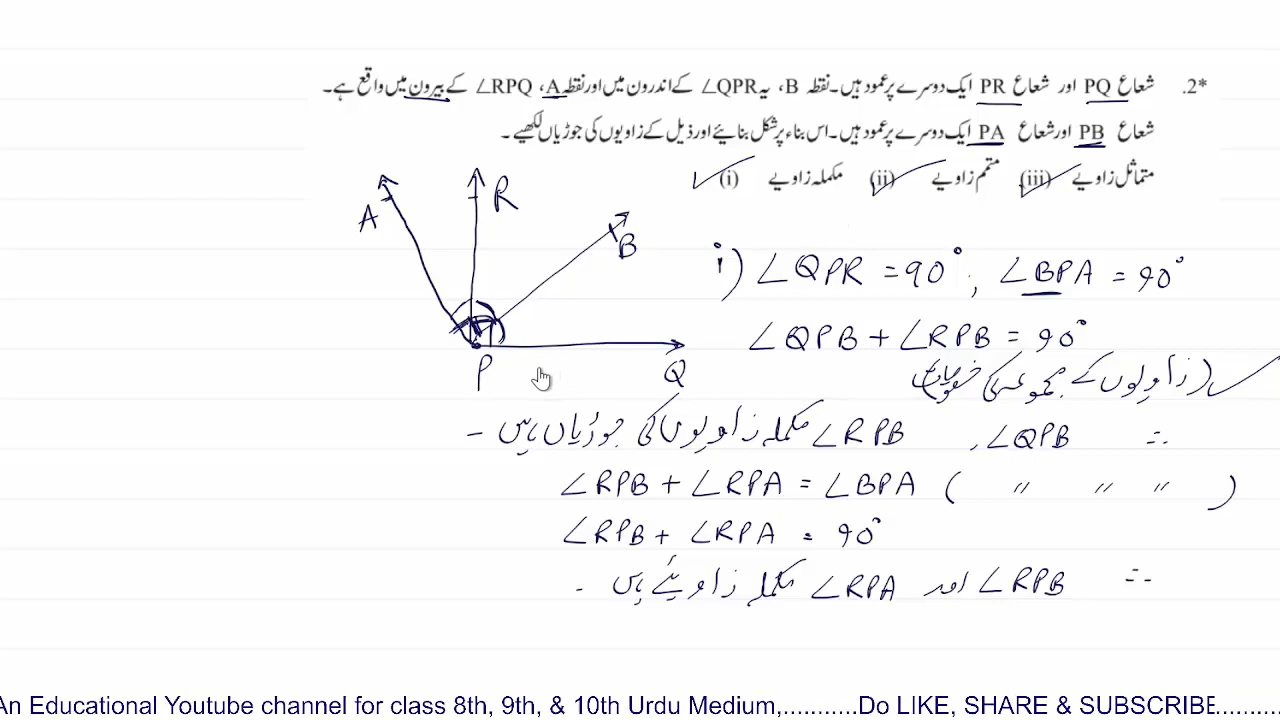 *2. شعاع PQ اور شعاع PR ایک دوسرے پر عمود ہیں۔ نقطہ B، یہ ∠QPR کے اندرون میں اور نقطہ A، ∠RPQ کے بیرون میں واقع ہے۔
شعاع PB اور شعاع PA ایک دوسرے پر عمود ہیں۔ اس بناء پر شکل بنائیے اور ذیل کے زاویوں کی جوڑیاں لکھیے۔
(i) مکملہ زاویے (ii) متمم زاویے (iii) متماثل زاویے
A
R
B
P
Q
i) ∠QPR = 90°, ∠BPA = 90°
∠QPB + ∠RPB = 90°
(زاویوں کے مجموعہ کی خصوصیات)
∴ ∠QPB، ∠RPB مکملہ زاویوں کی جوڑیاں ہیں -
∠RPB + ∠RPA = ∠BPA ( " " " )
∠RPB + ∠RPA = 90°
∴ ∠RPB اور ∠RPA مکملہ زاویئے ہیں -
An Educational Youtube channel for class 8th, 9th, & 10th Urdu Medium,...........Do LIKE, SHARE & SUBSCRIBE..........